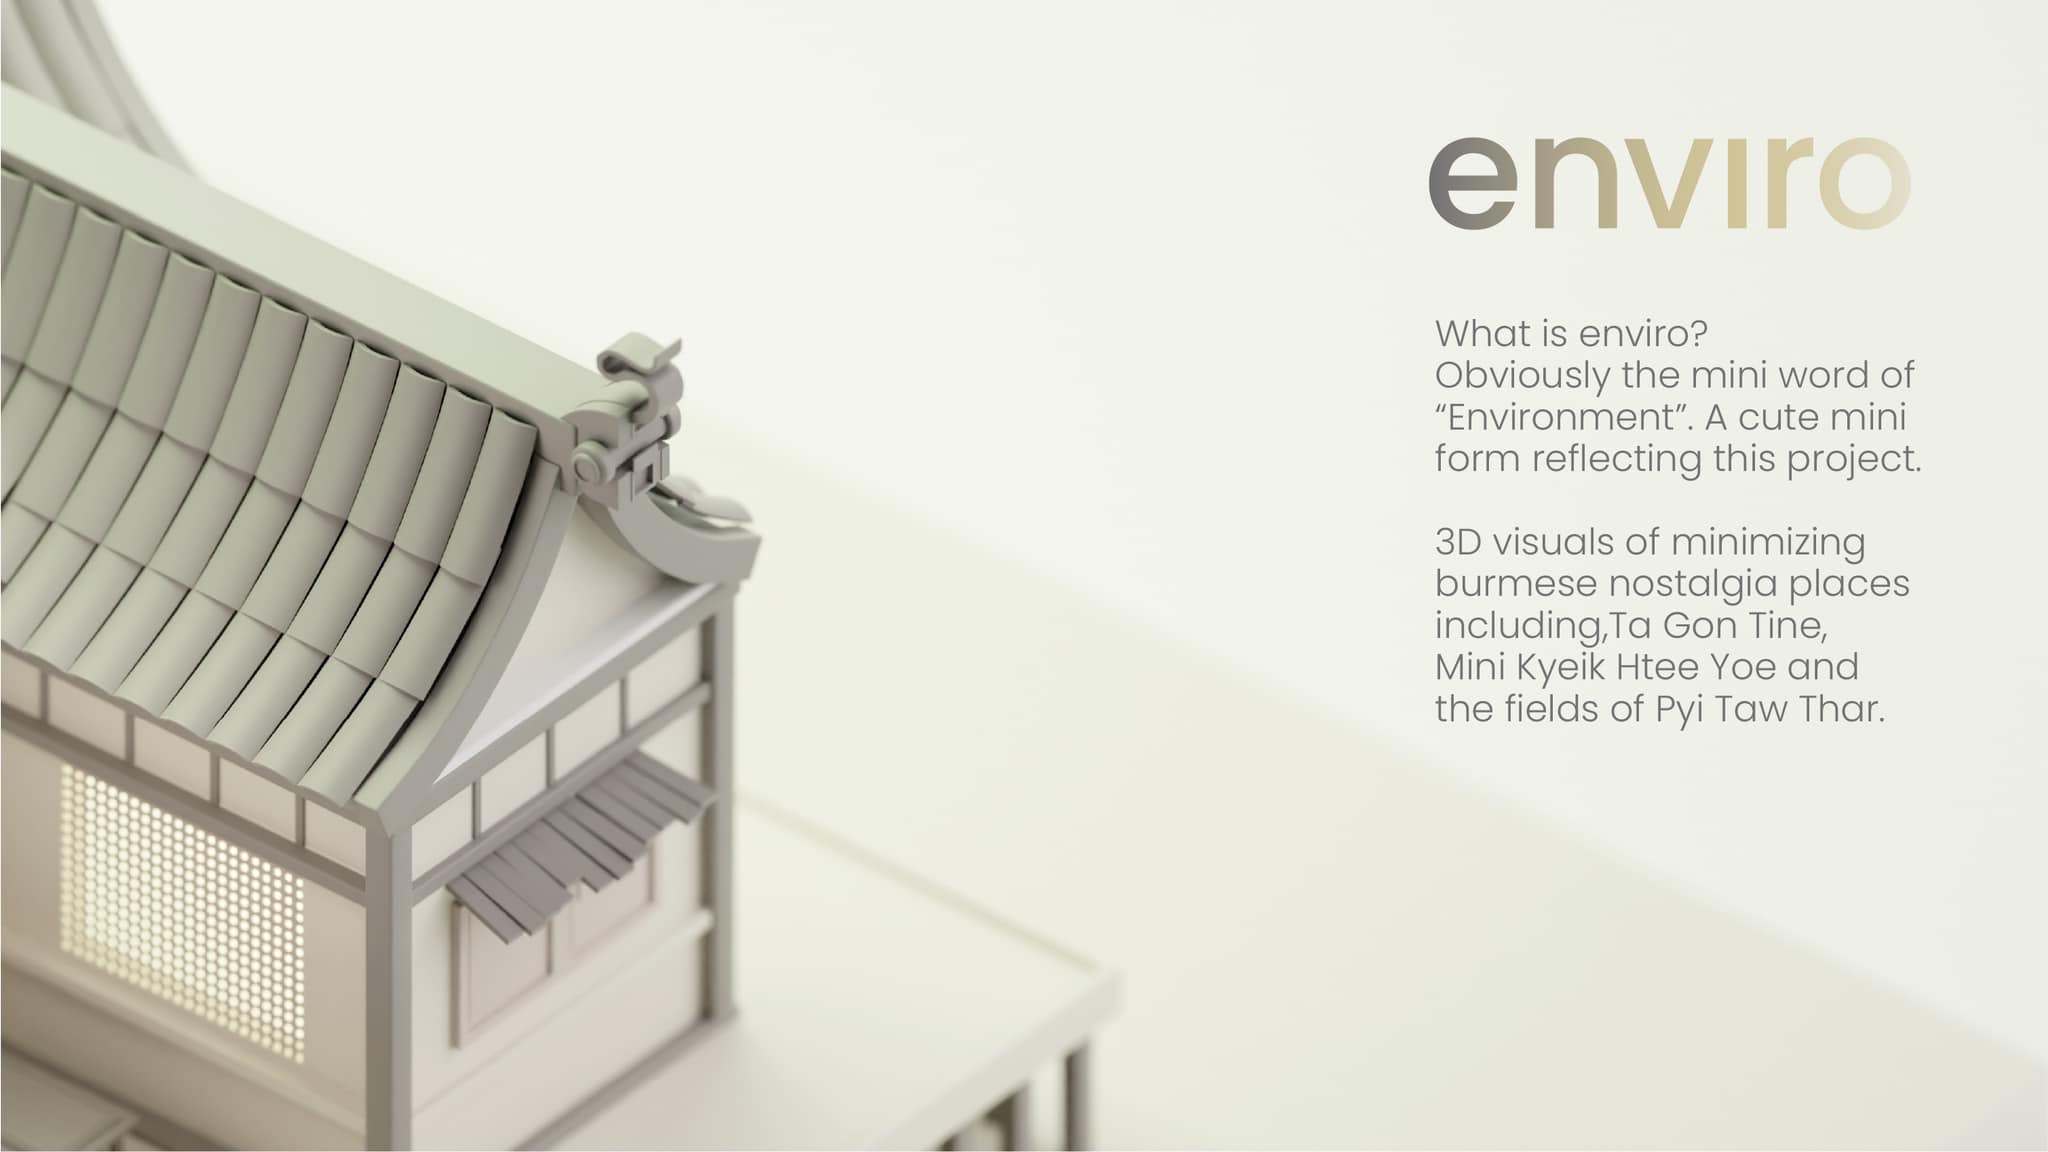 enviro
What is enviro?
Obviously the mini word of
“Environment”. A cute mini
form reflecting this project.
3D visuals of minimizing
burmese nostalgia places
including,Ta Gon Tine,
Mini Kyeik Htee Yoe and
the fields of Pyi Taw Thar.